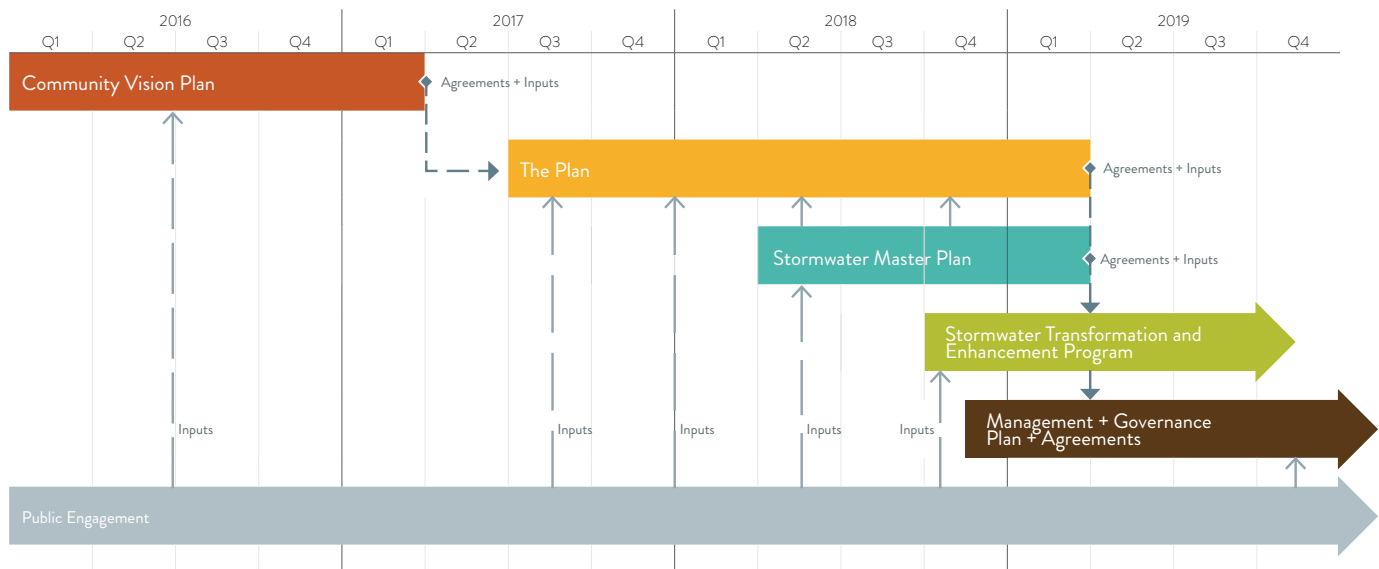 2016 2017 2018 2019
Q1 Q2 Q3 Q4 Q1 Q2 Q3 Q4 Q1 Q2 Q3 Q4 Q1 Q2 Q3 Q4
Community Vision Plan
Agreements + Inputs
The Plan
Agreements + Inputs
Stormwater Master Plan
Agreements + Inputs
Stormwater Transformation and
Enhancement Program
Management + Governance
Plan + Agreements
Inputs Inputs Inputs Inputs Inputs
Public Engagement